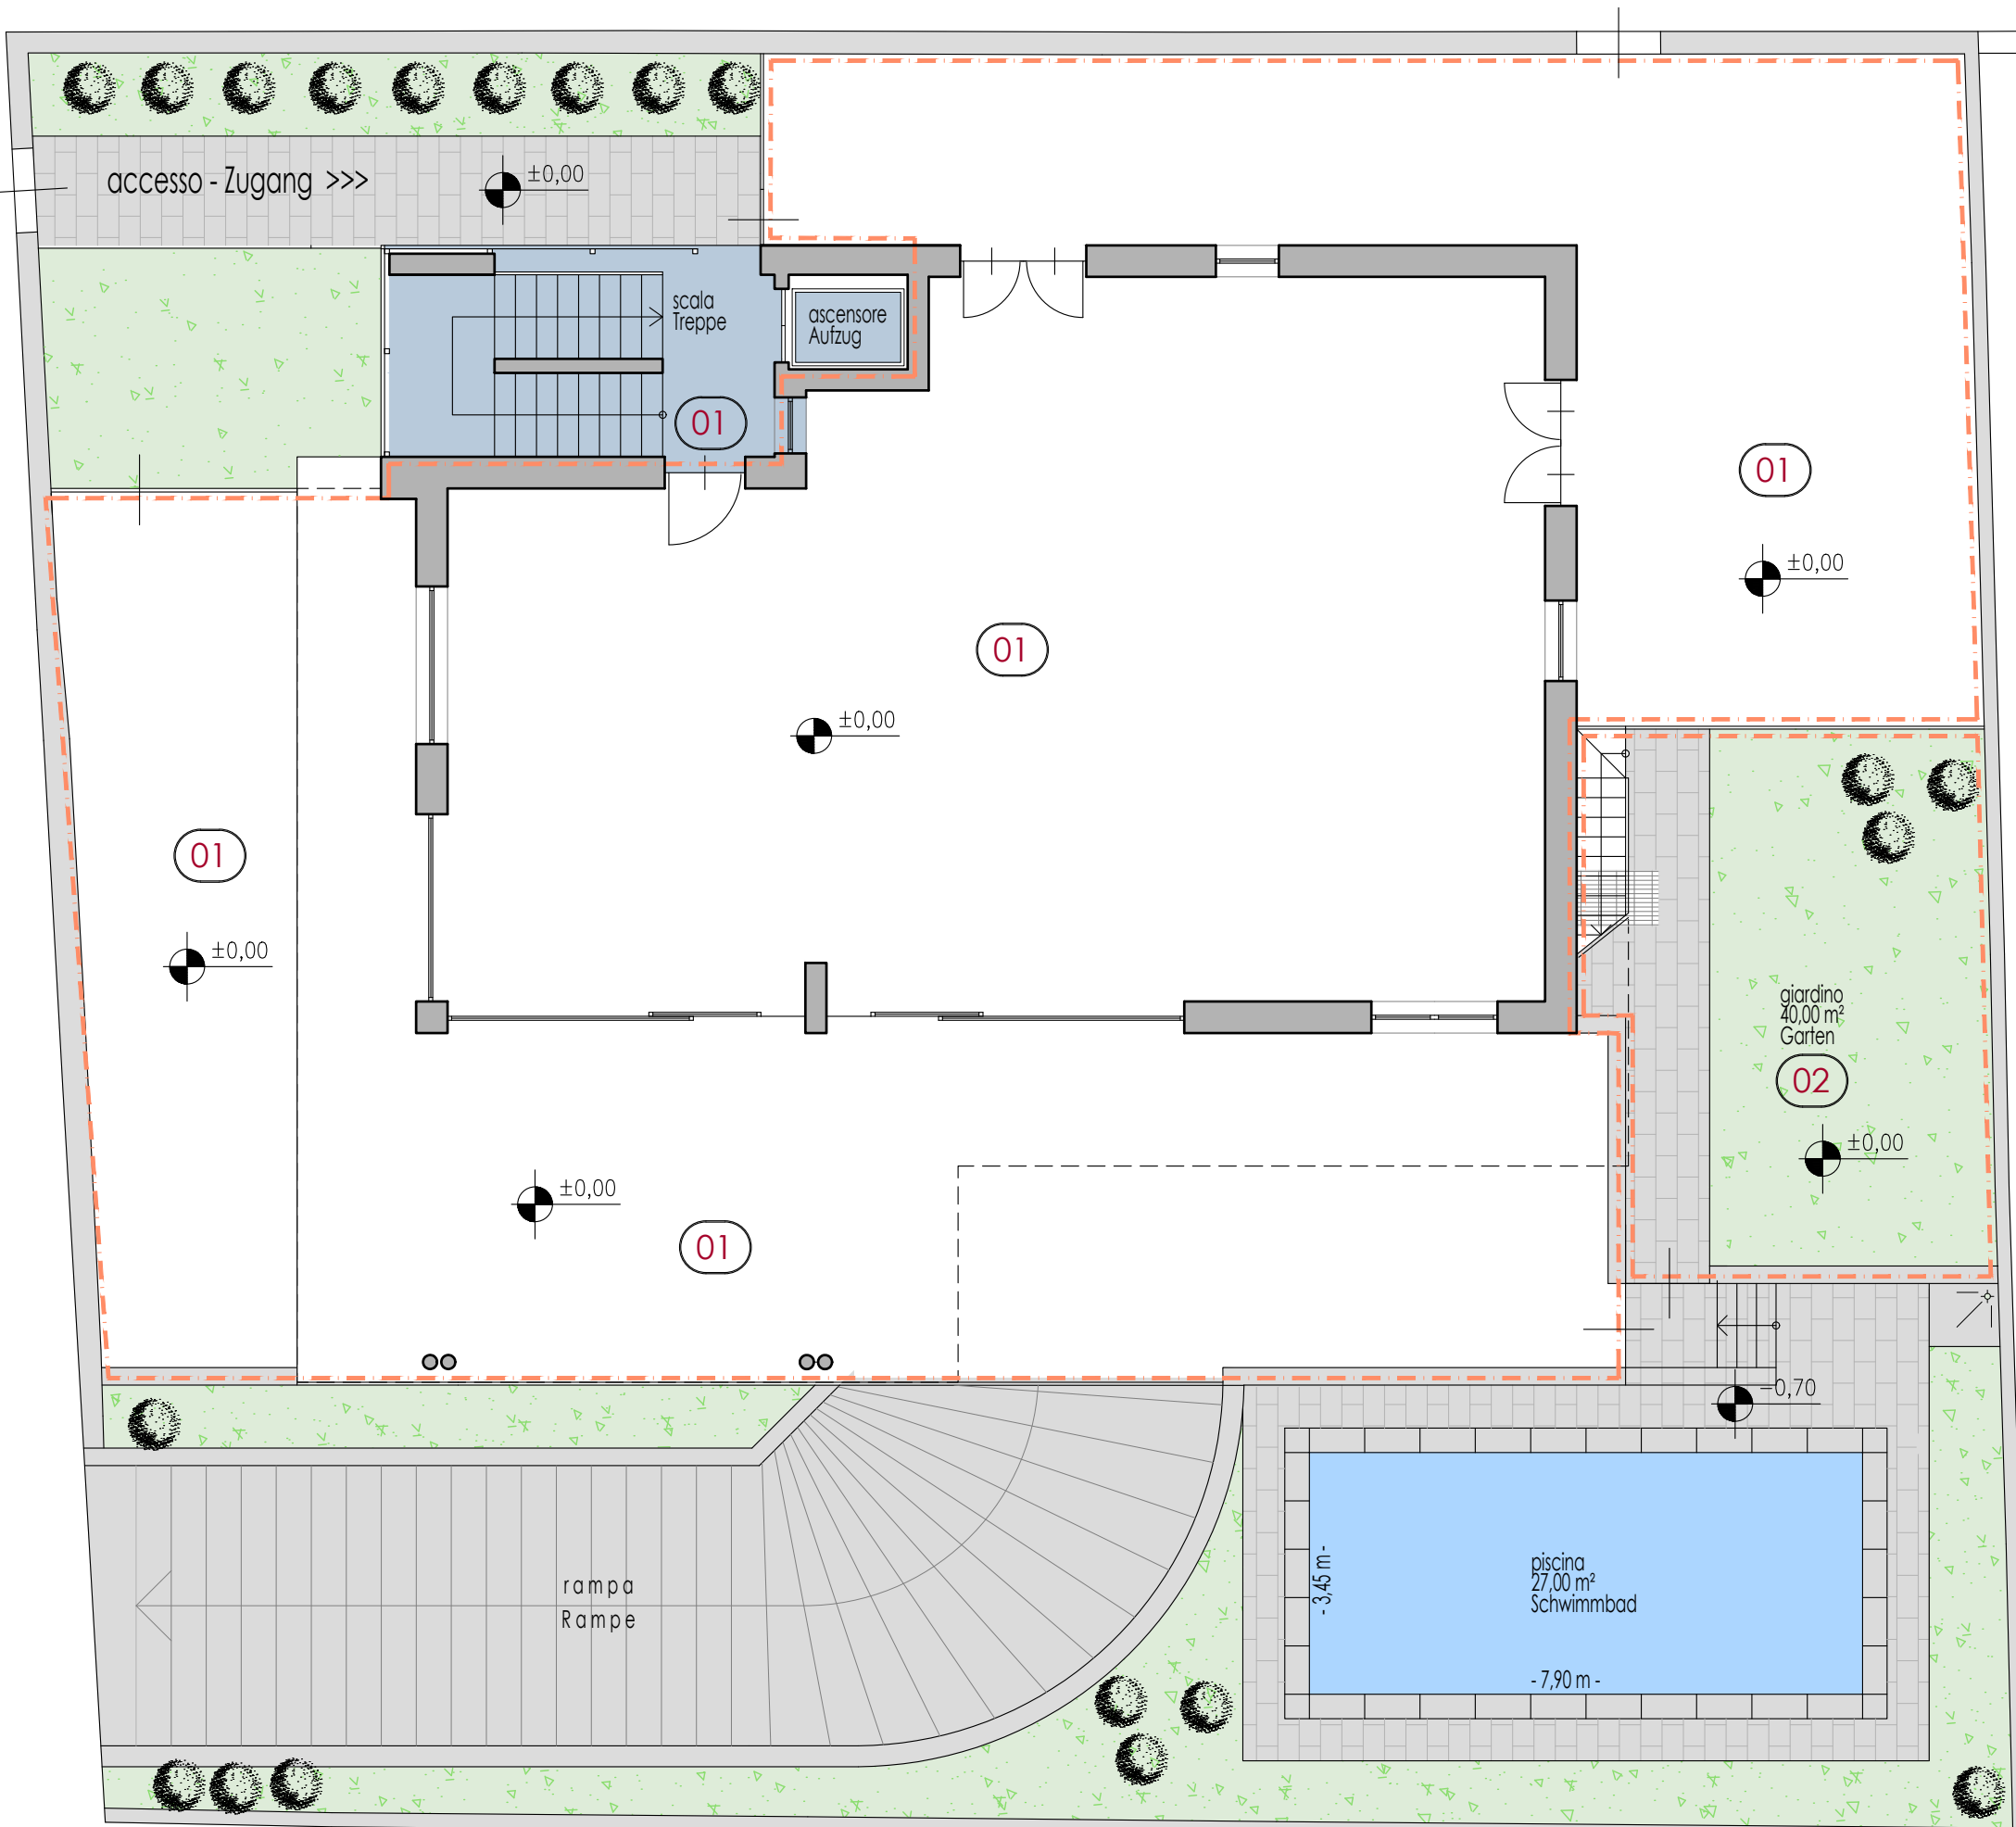 accesso - Zugang >>>
±0,00
scala
Treppe
ascensore
Aufzug
01
01
±0,00
01
±0,00
01
±0,00
giardino
40,00 m²
Garten
02
±0,00
±0,00
01
-0,70
rampa
Rampe
- 3,45 m -
piscina
27,00 m²
Schwimmbad
- 7,90 m -